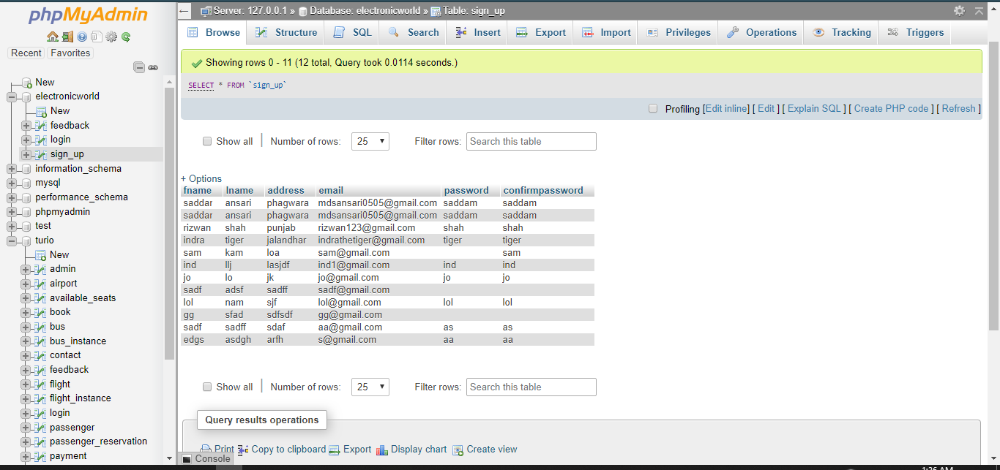 phpMyAdmin
Recent Favorites
New
electronicworld
New
feedback
login
sign_up
information_schema
mysql
performance_schema
phpmyadmin
test
turio
New
admin
airport
available_seats
book
bus
bus_instance
contact
feedback
flight
flight_instance
login
passenger
passenger_reservation
payment
Server: 127.0.0.1 » Database: electronicworld » Table: sign_up
Browse Structure SQL Search Insert Export Import Privileges Operations Tracking Triggers
Showing rows 0 - 11 (12 total, Query took 0.0114 seconds.)
SELECT * FROM `sign_up`
Profiling [Edit inline] [ Edit ] [ Explain SQL ] [ Create PHP code ] [ Refresh ]
Show all Number of rows: 25 Filter rows: Search this table
+ Options
fname lname address email password confirmpassword
saddar ansari phagwara mdsansari0505@gmail.com saddam saddam
saddar ansari phagwara mdsansari0505@gmail.com saddam saddam
rizwan shah punjab rizwan123@gmail.com shah shah
indra tiger jalandhar indrathetiger@gmail.com tiger tiger
sam kam loa sam@gmail.com sam
ind llj lasjdf ind1@gmail.com ind ind
jo lo jk jo@gmail.com jo jo
sadf adsf sadff sadf@gmail.com
lol nam sjf lol@gmail.com lol lol
gg sfad sdfsdf gg@gmail.com
sadf sadff sdaf aa@gmail.com as as
edgs asdgh arfh s@gmail.com aa aa
Show all Number of rows: 25 Filter rows: Search this table
Query results operations
Print Copy to clipboard Export Display chart Create view
Console
1:36 AM